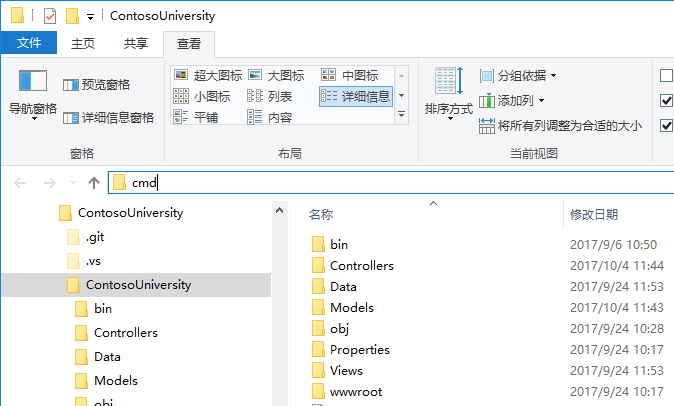 ContosoUniversity
文件 主页 共享 查看
导航窗格 预览窗格 详细信息窗格
窗格
超大图标 大图标 中图标
小图标 列表 详细信息
平铺 内容
布局
排序方式 分组依据
添加列
将所有列调整为合适的大小
当前视图
cmd
ContosoUniversity
.git
.vs
ContosoUniversity
bin
Controllers
Data
Models
obj
名称 修改日期
bin 2017/9/6 10:50
Controllers 2017/10/4 11:44
Data 2017/9/24 11:53
Models 2017/10/4 11:43
obj 2017/9/24 10:28
Properties 2017/9/24 10:17
Views 2017/9/24 11:53
wwwroot 2017/9/24 10:17